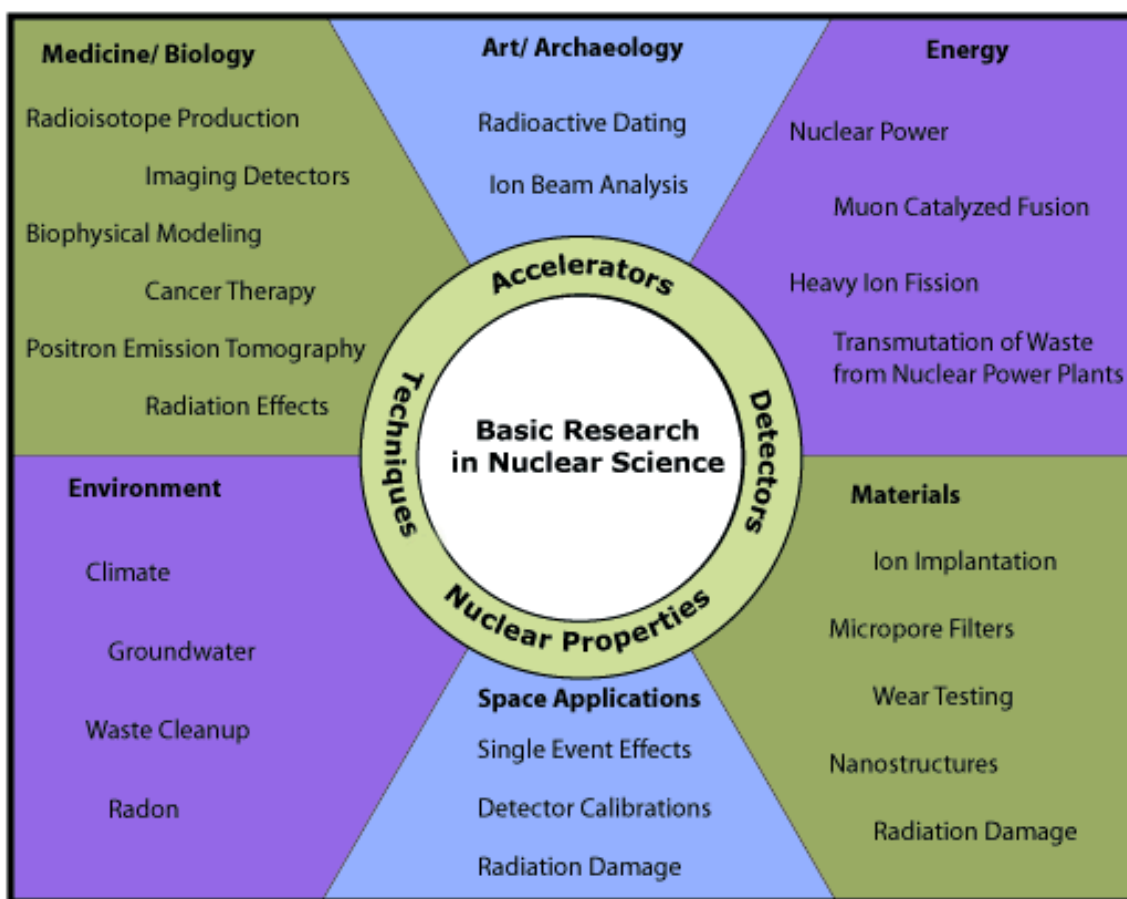 Medicine/ Biology
Radioisotope Production
Imaging Detectors
Biophysical Modeling
Cancer Therapy
Positron Emission Tomography
Radiation Effects
Art/ Archaeology
Radioactive Dating
Ion Beam Analysis
Energy
Nuclear Power
Muon Catalyzed Fusion
Heavy Ion Fission
Transmutation of Waste
from Nuclear Power Plants
Accelerators
Techniques
Detectors
Nuclear Properties
Basic Research
in Nuclear Science
Environment
Climate
Groundwater
Waste Cleanup
Radon
Space Applications
Single Event Effects
Detector Calibrations
Radiation Damage
Materials
Ion Implantation
Micropore Filters
Wear Testing
Nanostructures
Radiation Damage